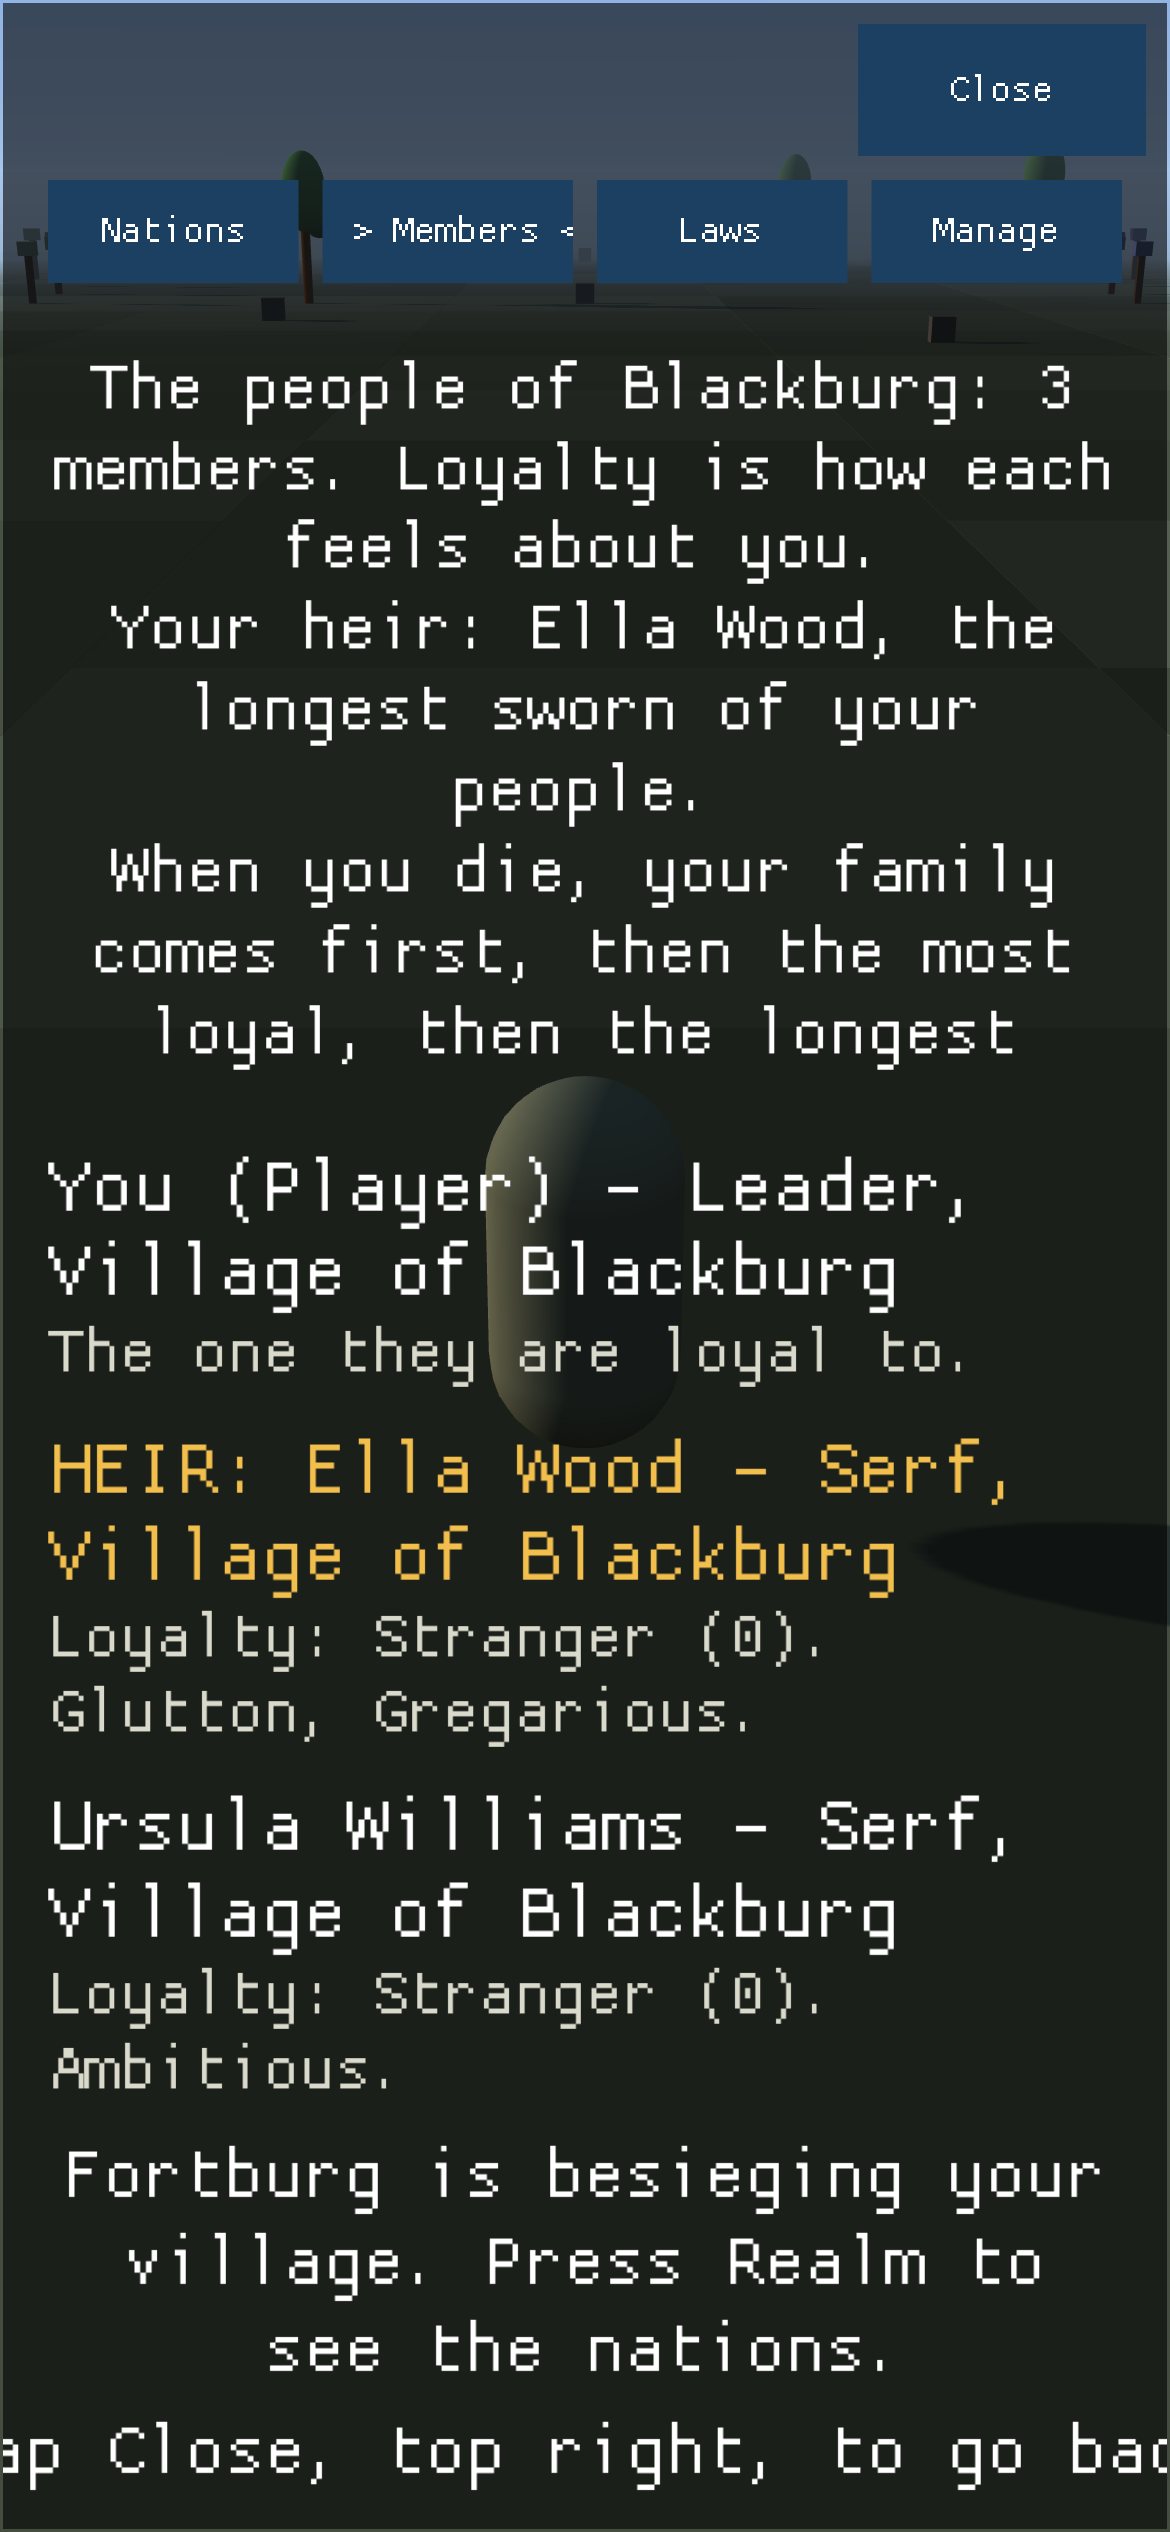 Close
Nations
> Members <
Laws
Manage
The people of Blackburg: 3
members. Loyalty is how each
feels about you.
Your heir: Ella Wood, the
longest sworn of your
people.
When you die, your family
comes first, then the most
loyal, then the longest
You (Player) - Leader,
Village of Blackburg
The one they are loyal to.
HEIR: Ella Wood - Serf,
Village of Blackburg
Loyalty: Stranger (0).
Glutton, Gregarious.
Ursula Williams - Serf,
Village of Blackburg
Loyalty: Stranger (0).
Ambitious.
Fortburg is besieging your
village. Press Realm to
see the nations.
ap Close, top right, to go bac